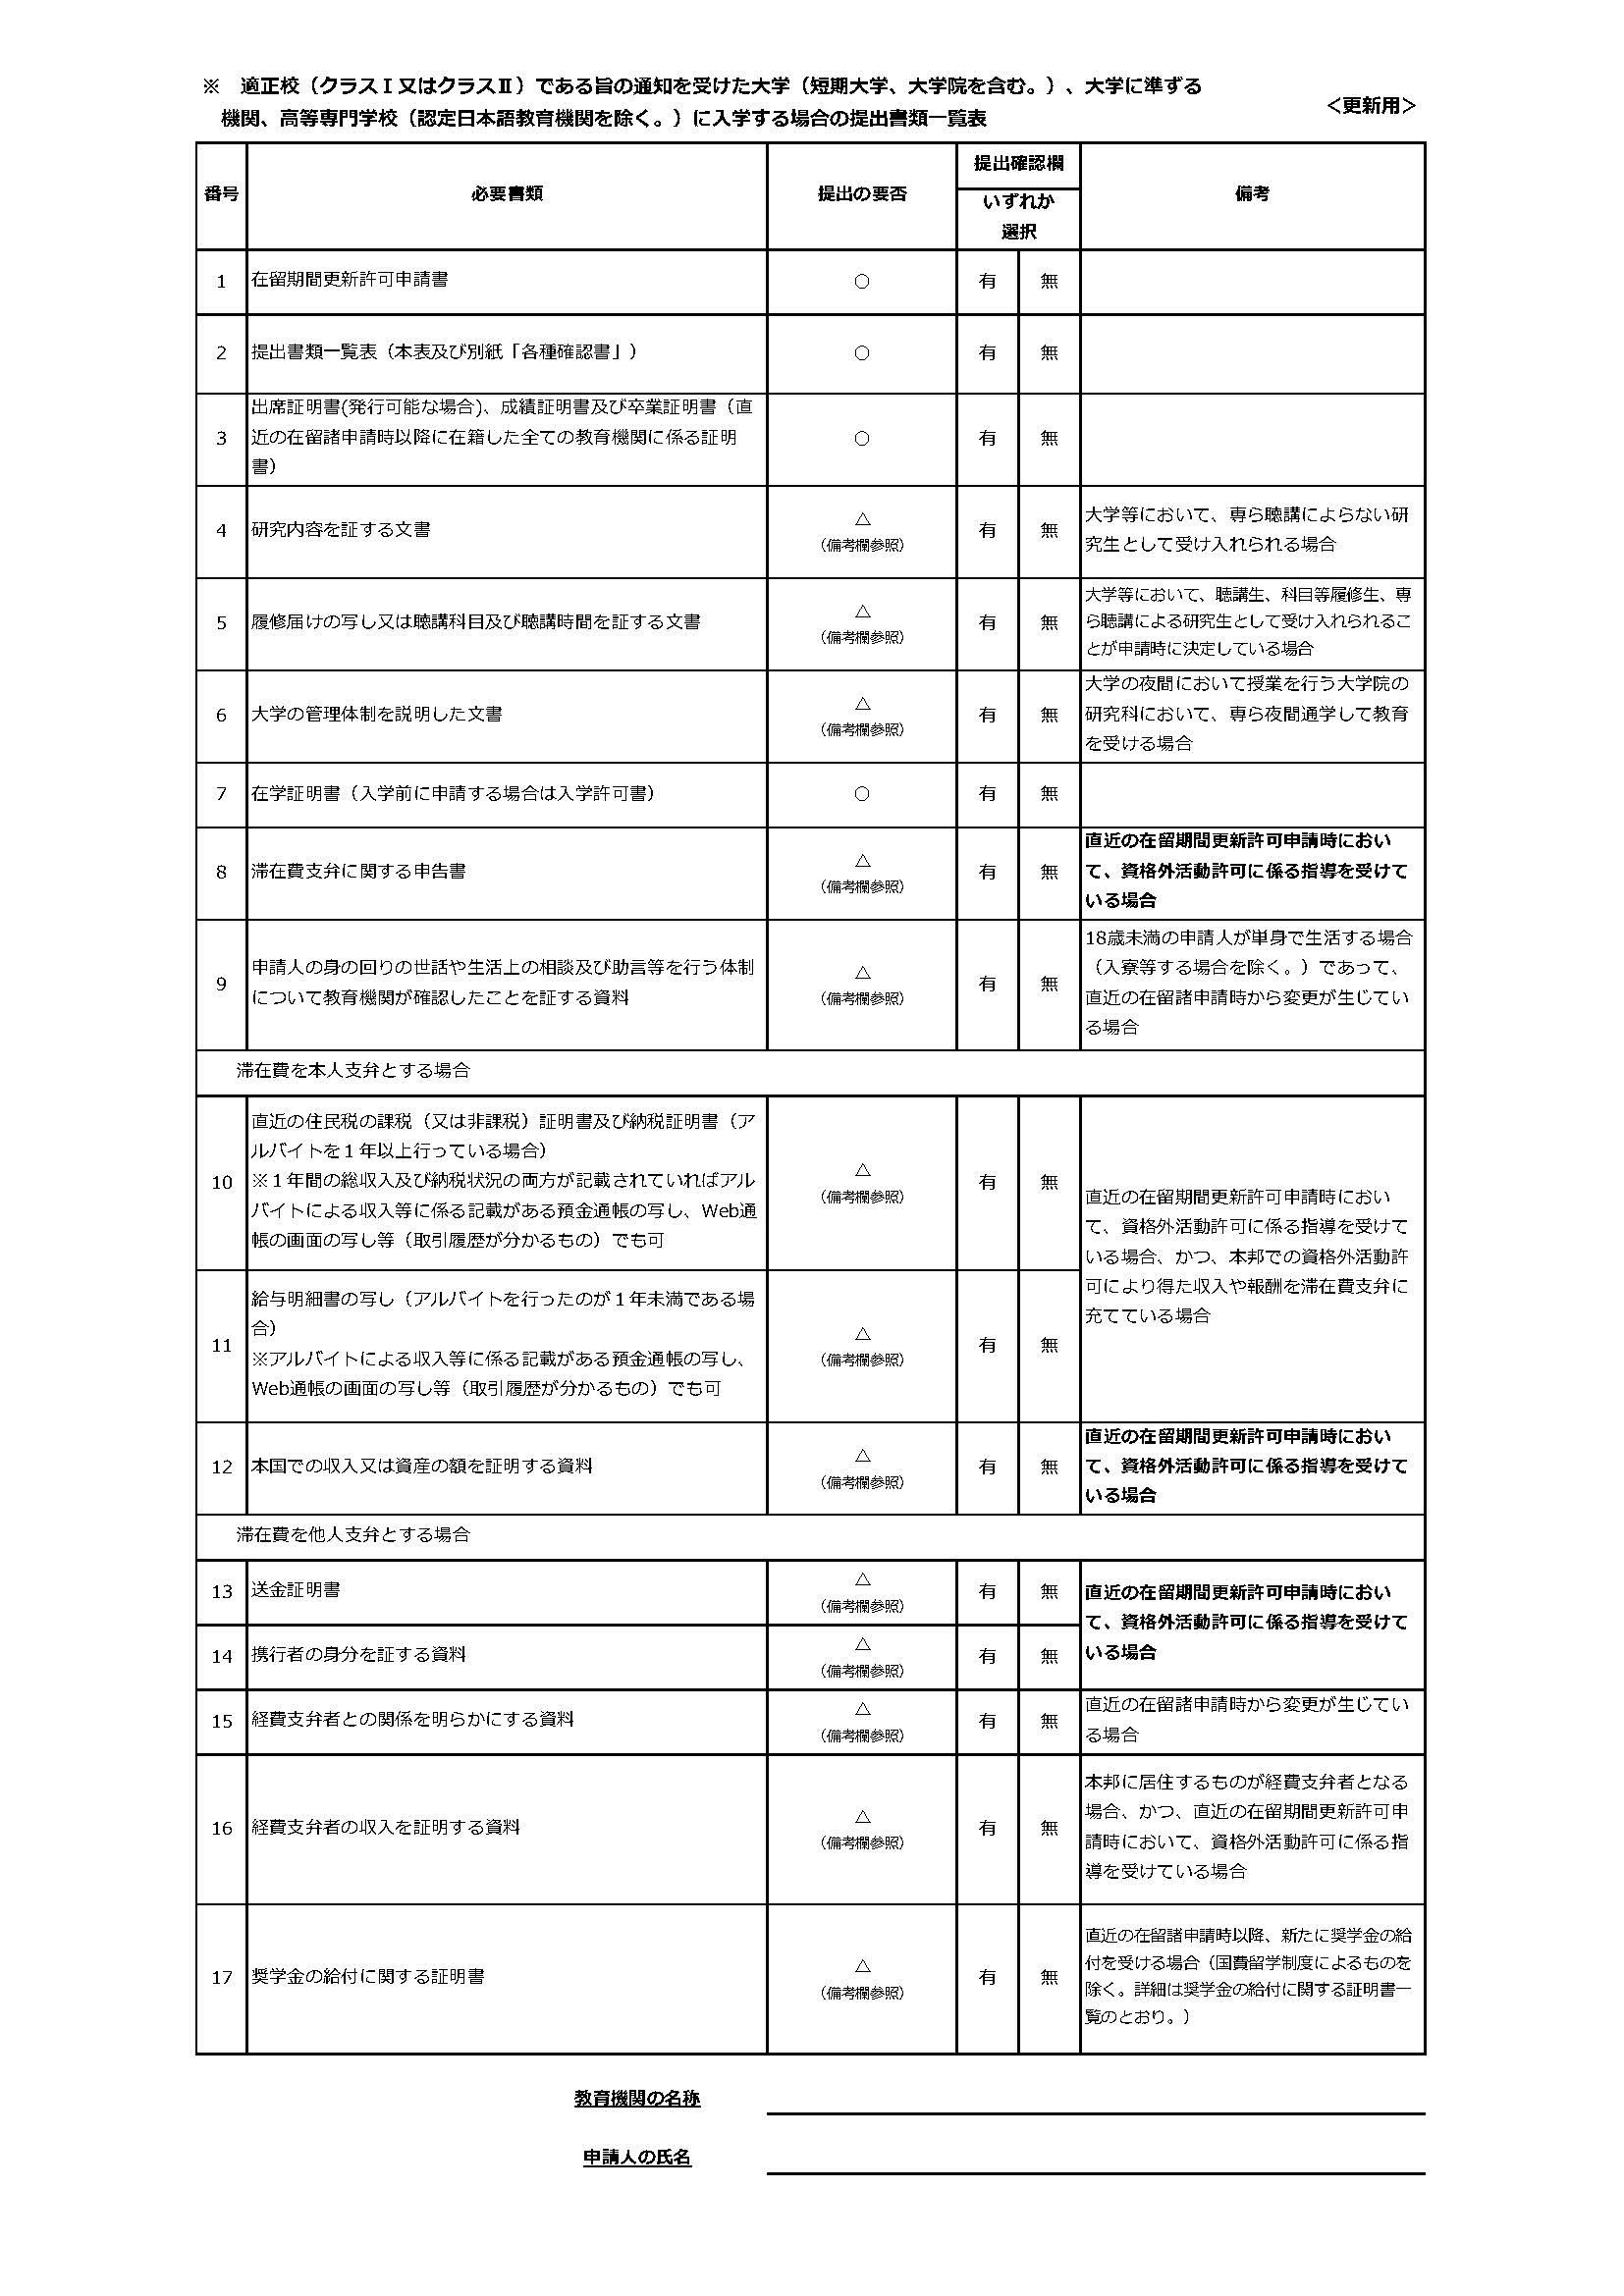 ※　適正校（クラスⅠ又はクラスⅡ）である旨の通知を受けた大学（短期大学、大学院を含む。）、大学に準ずる
機関、高等専門学校（認定日本語教育機関を除く。）に入学する場合の提出書類一覧表
＜更新用＞
番号
必要書類
提出の要否
提出確認欄
いずれか
選択
備考
1
在留期間更新許可申請書
○
有
無
2
提出書類一覧表（本表及び別紙「各種確認書」）
○
有
無
3
出席証明書(発行可能な場合)、成績証明書及び卒業証明書（直
近の在留諸申請時以降に在籍した全ての教育機関に係る証明
書）
○
有
無
4
研究内容を証する文書
△
（備考欄参照）
有
無
大学等において、専ら聴講によらない研
究生として受け入れられる場合
5
履修届けの写し又は聴講科目及び聴講時間を証する文書
△
（備考欄参照）
有
無
大学等において、聴講生、科目等履修生、専
ら聴講による研究生として受け入れられるこ
とが申請時に決定している場合
6
大学の管理体制を説明した文書
△
（備考欄参照）
有
無
大学の夜間において授業を行う大学院の
研究科において、専ら夜間通学して教育
を受ける場合
7
在学証明書（入学前に申請する場合は入学許可書）
○
有
無
8
滞在費支弁に関する申告書
△
（備考欄参照）
有
無
直近の在留期間更新許可申請時におい
て、資格外活動許可に係る指導を受けて
いる場合
9
申請人の身の回りの世話や生活上の相談及び助言等を行う体制
について教育機関が確認したことを証する資料
△
（備考欄参照）
有
無
18歳未満の申請人が単身で生活する場合
（入寮等する場合を除く。）であって、
直近の在留諸申請時から変更が生じてい
る場合
滞在費を本人支弁とする場合
10
直近の住民税の課税（又は非課税）証明書及び納税証明書（ア
ルバイトを１年以上行っている場合）
※１年間の総収入及び納税状況の両方が記載されていればアル
バイトによる収入等に係る記載がある預金通帳の写し、Web通
帳の画面の写し等（取引履歴が分かるもの）でも可
△
（備考欄参照）
有
無
直近の在留期間更新許可申請時におい
て、資格外活動許可に係る指導を受けて
いる場合、かつ、本邦での資格外活動許
可により得た収入や報酬を滞在費支弁に
充てている場合
11
給与明細書の写し（アルバイトを行ったのが１年未満である場
合）
※アルバイトによる収入等に係る記載がある預金通帳の写し、
Web通帳の画面の写し等（取引履歴が分かるもの）でも可
△
（備考欄参照）
有
無
12
本国での収入又は資産の額を証明する資料
△
（備考欄参照）
有
無
直近の在留期間更新許可申請時におい
て、資格外活動許可に係る指導を受けて
いる場合
滞在費を他人支弁とする場合
13
送金証明書
△
（備考欄参照）
有
無
直近の在留期間更新許可申請時におい
て、資格外活動許可に係る指導を受けて
いる場合
14
携行者の身分を証する資料
△
（備考欄参照）
有
無
15
経費支弁者との関係を明らかにする資料
△
（備考欄参照）
有
無
直近の在留諸申請時から変更が生じてい
る場合
16
経費支弁者の収入を証明する資料
△
（備考欄参照）
有
無
本邦に居住するものが経費支弁者となる
場合、かつ、直近の在留期間更新許可申
請時において、資格外活動許可に係る指
導を受けている場合
17
奨学金の給付に関する証明書
△
（備考欄参照）
有
無
直近の在留諸申請時以降、新たに奨学金の給
付を受ける場合（国費留学制度によるものを
除く。詳細は奨学金の給付に関する証明書一
覧のとおり。）
教育機関の名称
申請人の氏名